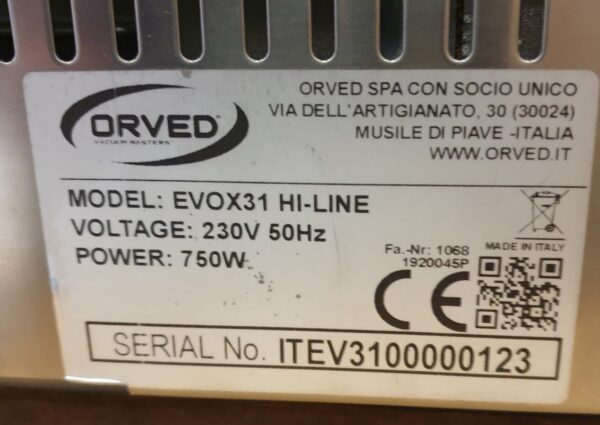 ORVED
VACUUM MASTERS
ORVED SPA CON SOCIO UNICO
VIA DELL'ARTIGIANATO, 30 (30024)
MUSILE DI PIAVE -ITALIA
WWW.ORVED.IT
MODEL: EVOX31 HI-LINE
VOLTAGE: 230V 50Hz
POWER: 750W
Fa.-Nr: 1068
1920045P
MADE IN ITALY
CE
SERIAL No. ITEV3100000123